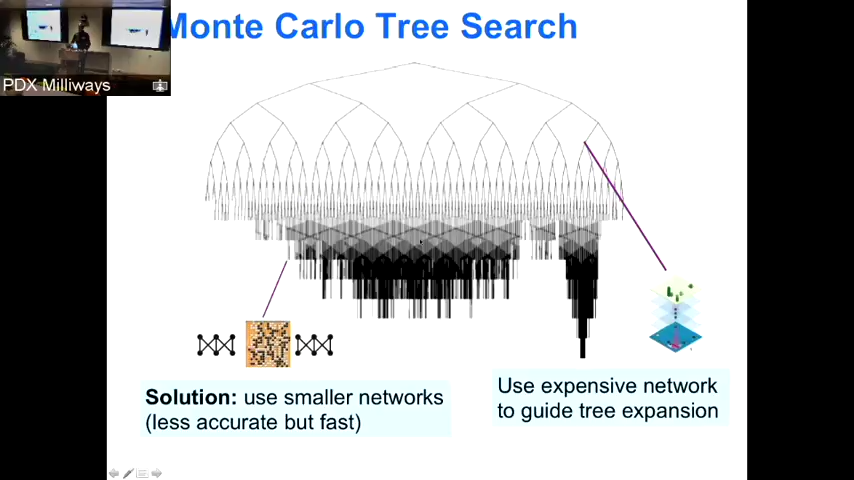 Monte Carlo Tree Search
PDX Milliways
Solution: use smaller networks
(less accurate but fast)
Use expensive network
to guide tree expansion